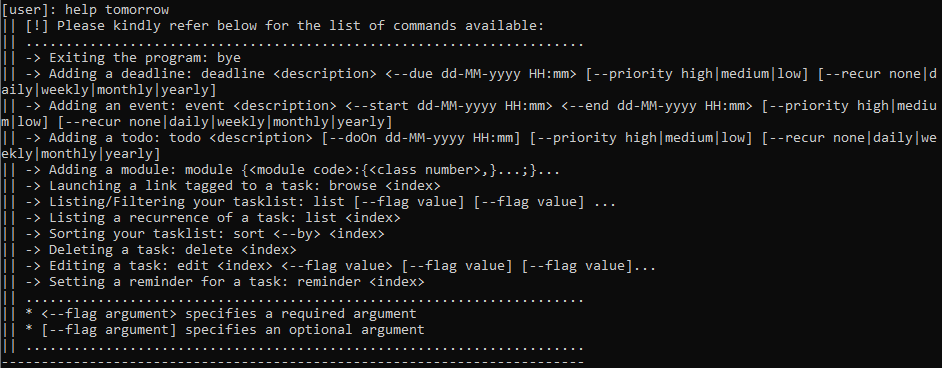 [user]: help tomorrow
|| [!] Please kindly refer below for the list of commands available:
|| ......................................................................
|| -> Exiting the program: bye
|| -> Adding a deadline: deadline <description> <--due dd-MM-yyyy HH:mm> [--priority high|medium|low] [--recur none|d
aily|weekly|monthly|yearly]
|| -> Adding an event: event <description> <--start dd-MM-yyyy HH:mm> <--end dd-MM-yyyy HH:mm> [--priority high|mediu
m|low] [--recur none|daily|weekly|monthly|yearly]
|| -> Adding a todo: todo <description> [--doOn dd-MM-yyyy HH:mm] [--priority high|medium|low] [--recur none|daily|we
ekly|monthly|yearly]
|| -> Adding a module: module {<module code>:{<class number>,}...;}...
|| -> Launching a link tagged to a task: browse <index>
|| -> Listing/Filtering your tasklist: list [--flag value] [--flag value] ...
|| -> Listing a recurrence of a task: list <index>
|| -> Sorting your tasklist: sort <--by> <index>
|| -> Deleting a task: delete <index>
|| -> Editing a task: edit <index> <--flag value> [--flag value] [--flag value]...
|| -> Setting a reminder for a task: reminder <index>
|| ......................................................................
|| * <--flag argument> specifies a required argument
|| * [--flag argument] specifies an optional argument
|| ......................................................................
-------------------------------------------------------------------------